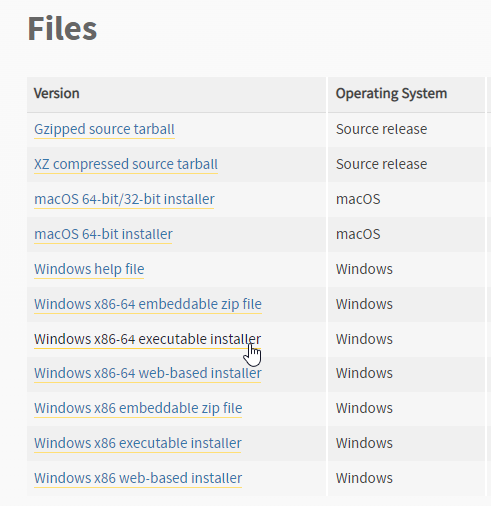 Files
Version Operating System
Gzipped source tarball Source release
XZ compressed source tarball Source release
macOS 64-bit/32-bit installer macOS
macOS 64-bit installer macOS
Windows help file Windows
Windows x86-64 embeddable zip file Windows
Windows x86-64 executable installer Windows
Windows x86-64 web-based installer Windows
Windows x86 embeddable zip file Windows
Windows x86 executable installer Windows
Windows x86 web-based installer Windows